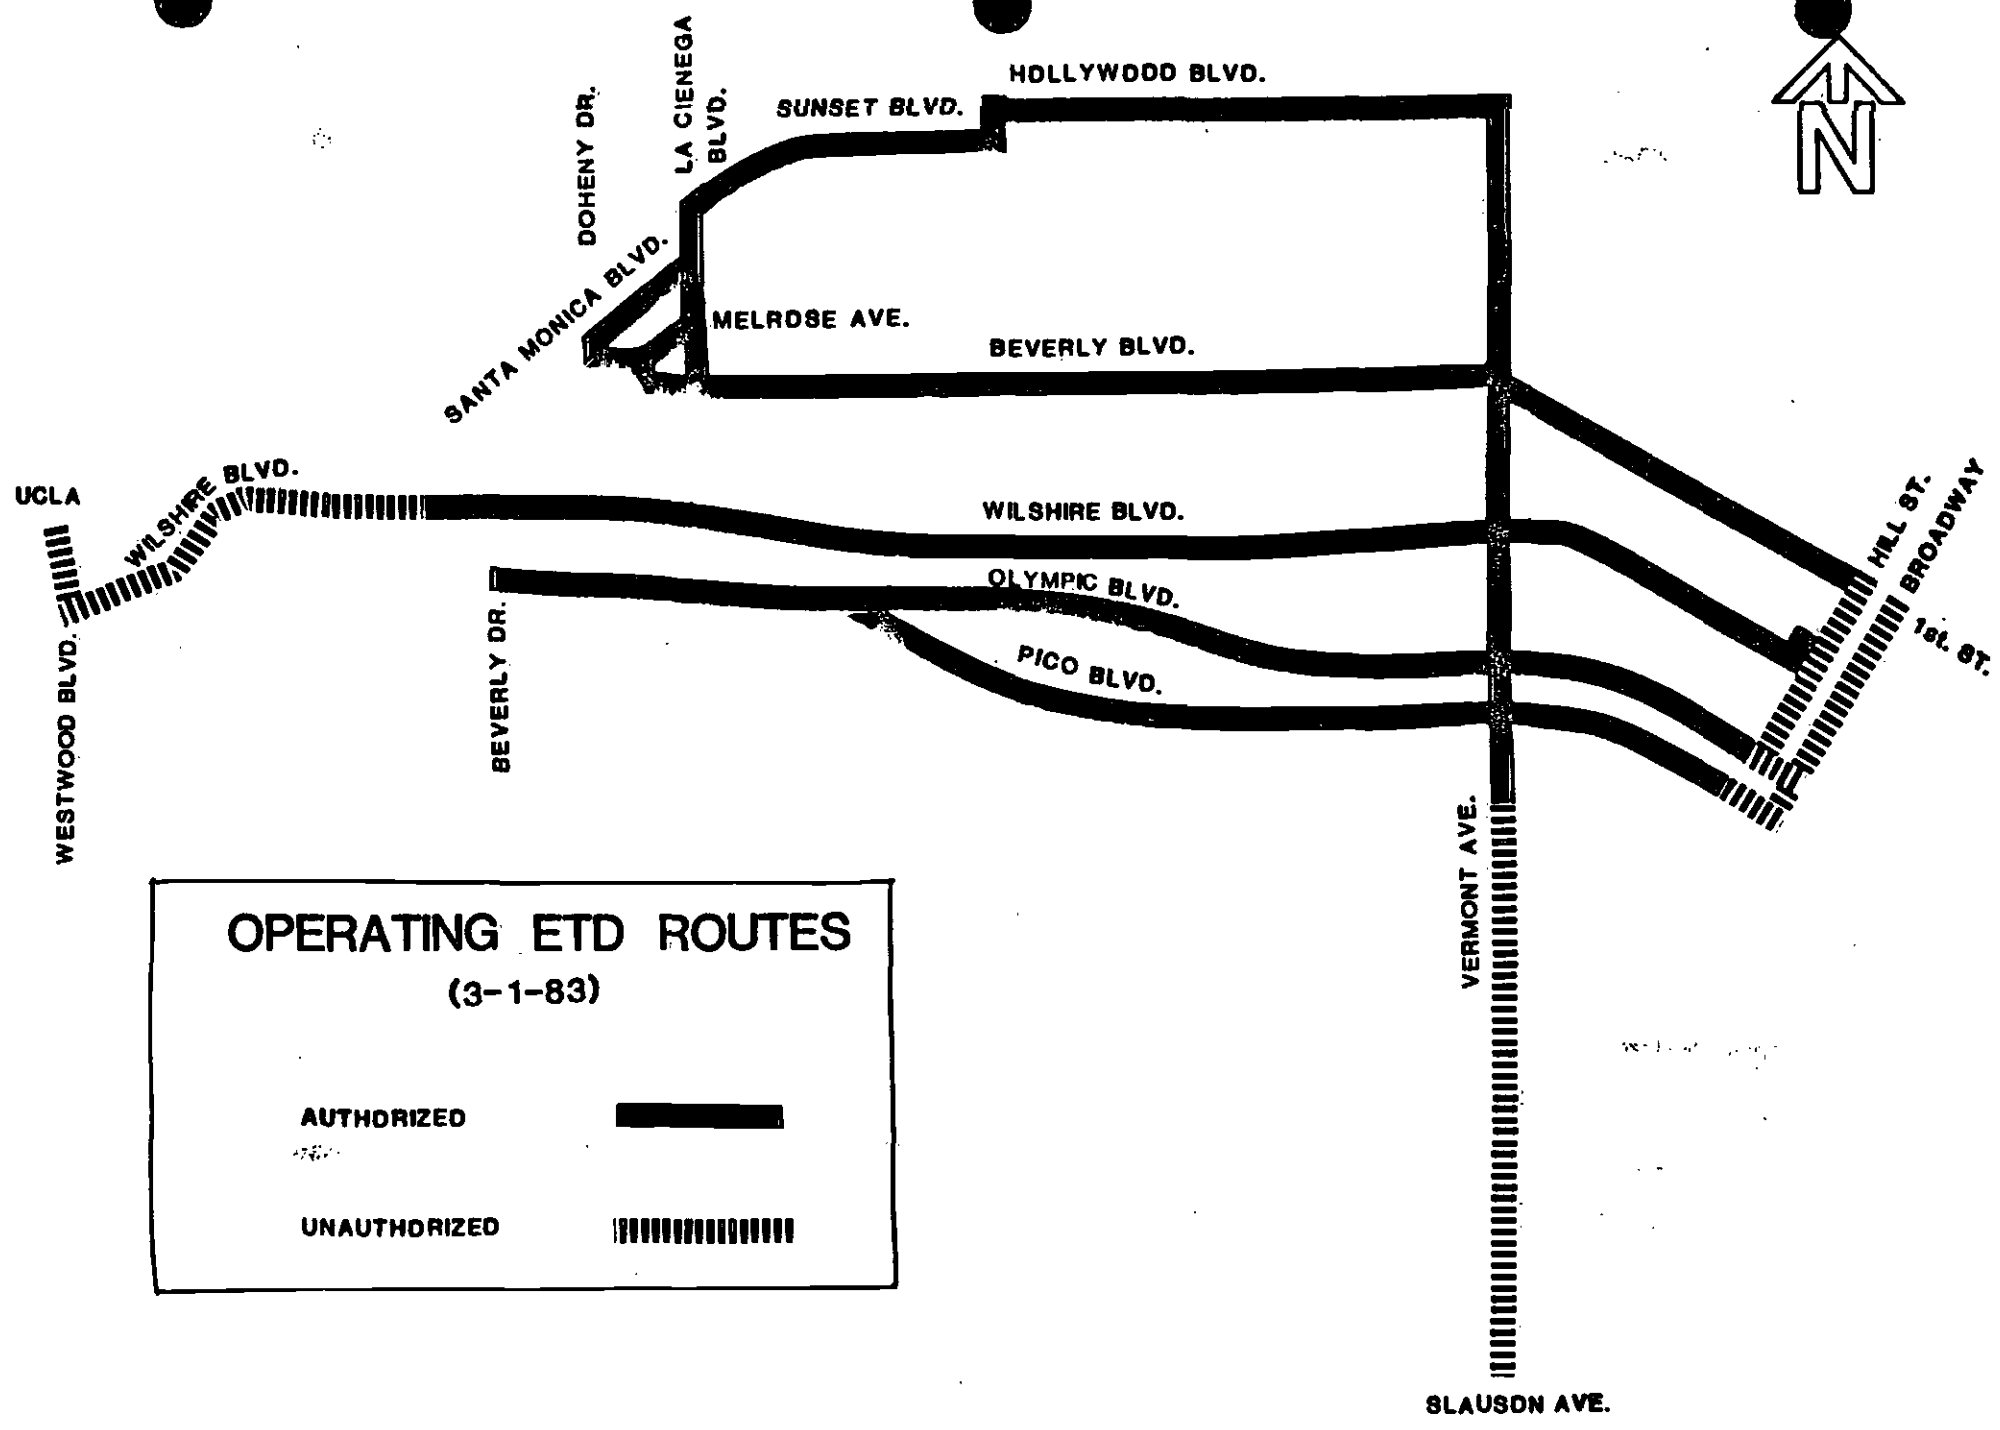 HOLLYWOOD BLVD.
SUNSET BLVD.
LA CIENEGA
BLVD.
DOHENY DR.
N
SANTA MONICA BLVD.
MELROSE AVE.
BEVERLY BLVD.
UCLA
WILSHIRE BLVD.
WILSHIRE BLVD.
HILL ST.
BROADWAY
1st. ST.
OLYMPIC BLVD.
PICO BLVD.
BEVERLY DR.
WESTWOOD BLVD.
VERMONT AVE.
OPERATING ETD ROUTES
(3-1-83)
AUTHORIZED
UNAUTHORIZED
SLAUSON AVE.